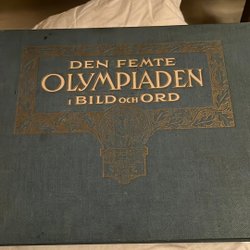 DEN FEMTE
OLYMPIADEN
I BILD OCH ORD